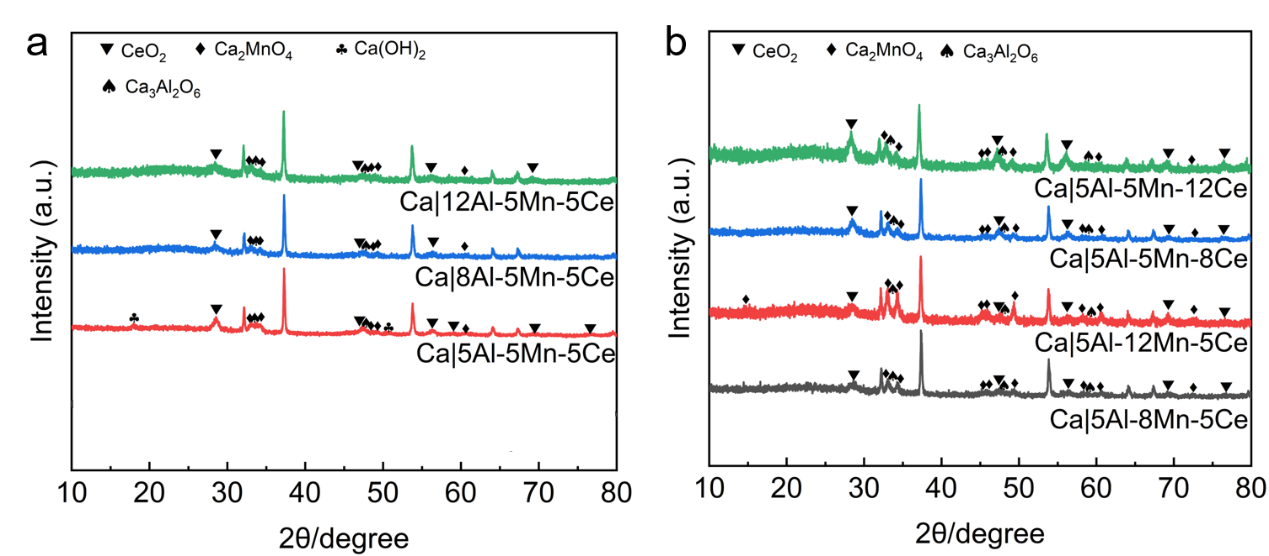 a
▼ CeO₂ ♦ Ca₂MnO₄ ♣ Ca(OH)₂
♠ Ca₃Al₂O₆
Intensity (a.u.)
Ca|12Al-5Mn-5Ce
Ca|8Al-5Mn-5Ce
Ca|5Al-5Mn-5Ce
10 20 30 40 50 60 70 80
2θ/degree
b
▼ CeO₂ ♦ Ca₂MnO₄ ♠ Ca₃Al₂O₆
Intensity (a.u.)
Ca|5Al-5Mn-12Ce
Ca|5Al-5Mn-8Ce
Ca|5Al-12Mn-5Ce
Ca|5Al-8Mn-5Ce
10 20 30 40 50 60 70 80
2θ/degree